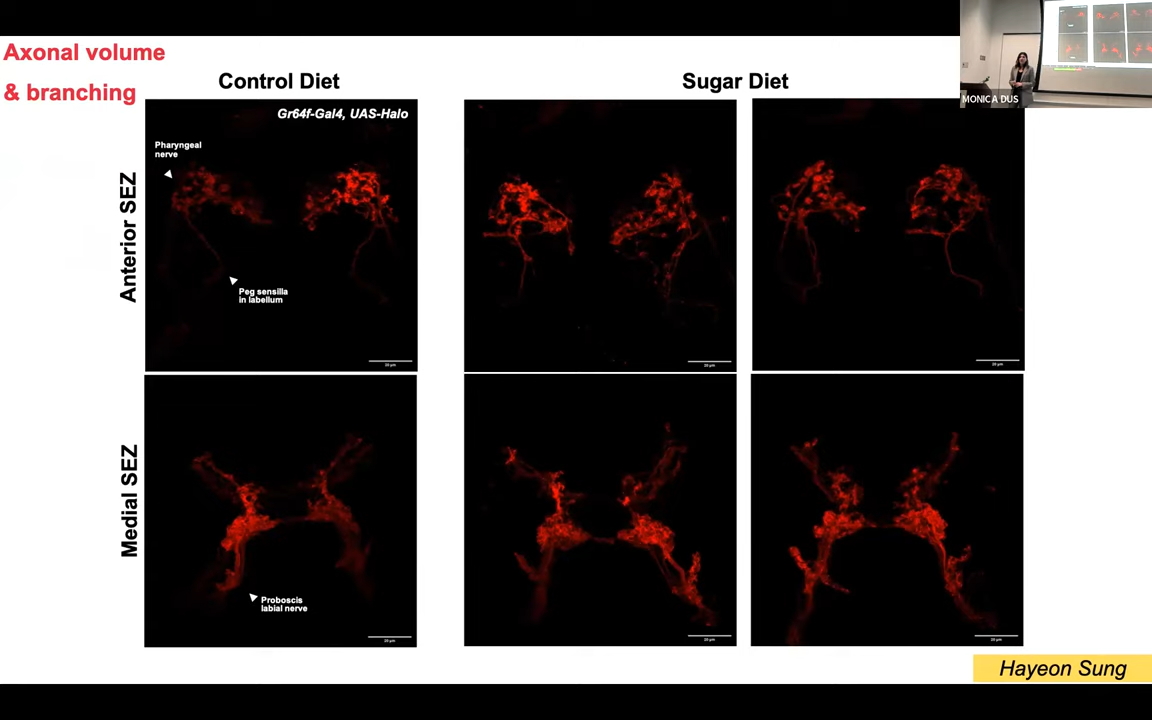 Axonal volume
& branching
Control Diet
Sugar Diet
MONICA DUS
Gr64f-Gal4, UAS-Halo
Pharyngeal
nerve
Anterior SEZ
Peg sensilla
in labellum
Medial SEZ
Proboscis
labial nerve
Hayeon Sung